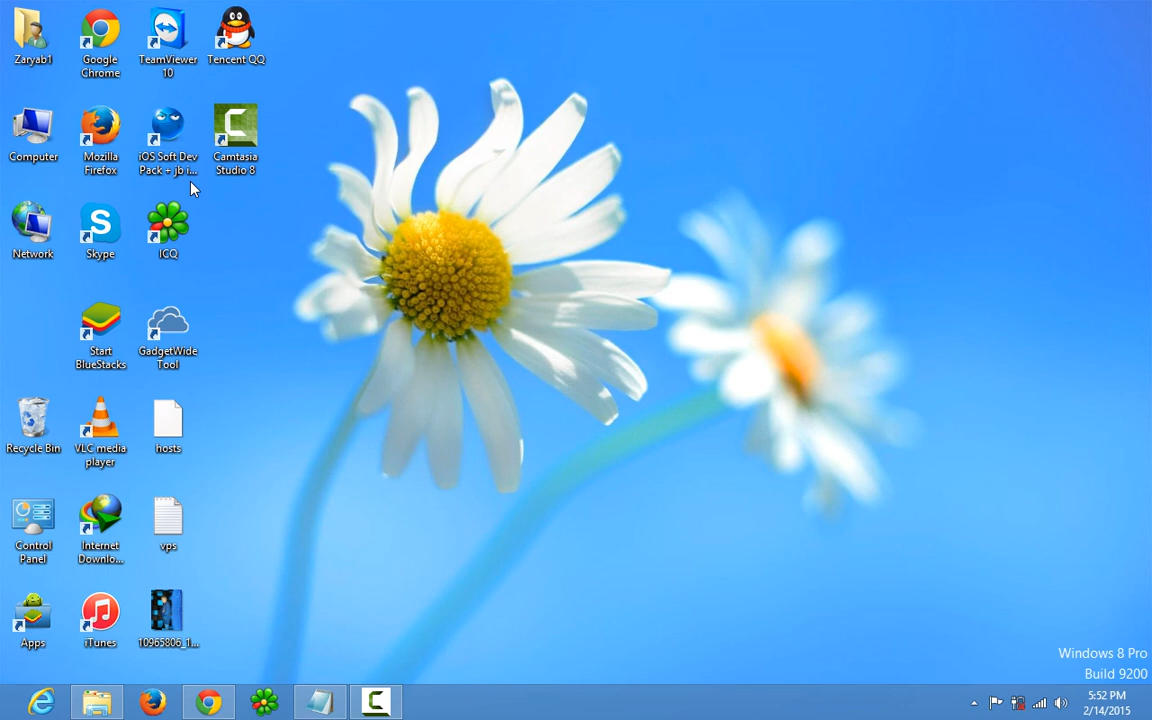 Zaryab1
Google
Chrome
TeamViewer
10
Tencent QQ
Computer
Mozilla
Firefox
iOS Soft Dev
Pack + jb i...
Camtasia
Studio 8
Network
Skype
ICQ
Start
BlueStacks
GadgetWide
Tool
Recycle Bin
VLC media
player
hosts
Control
Panel
Internet
Downlo...
vps
Apps
iTunes
10965806_1...
Windows 8 Pro
Build 9200
5:52 PM
2/14/2015